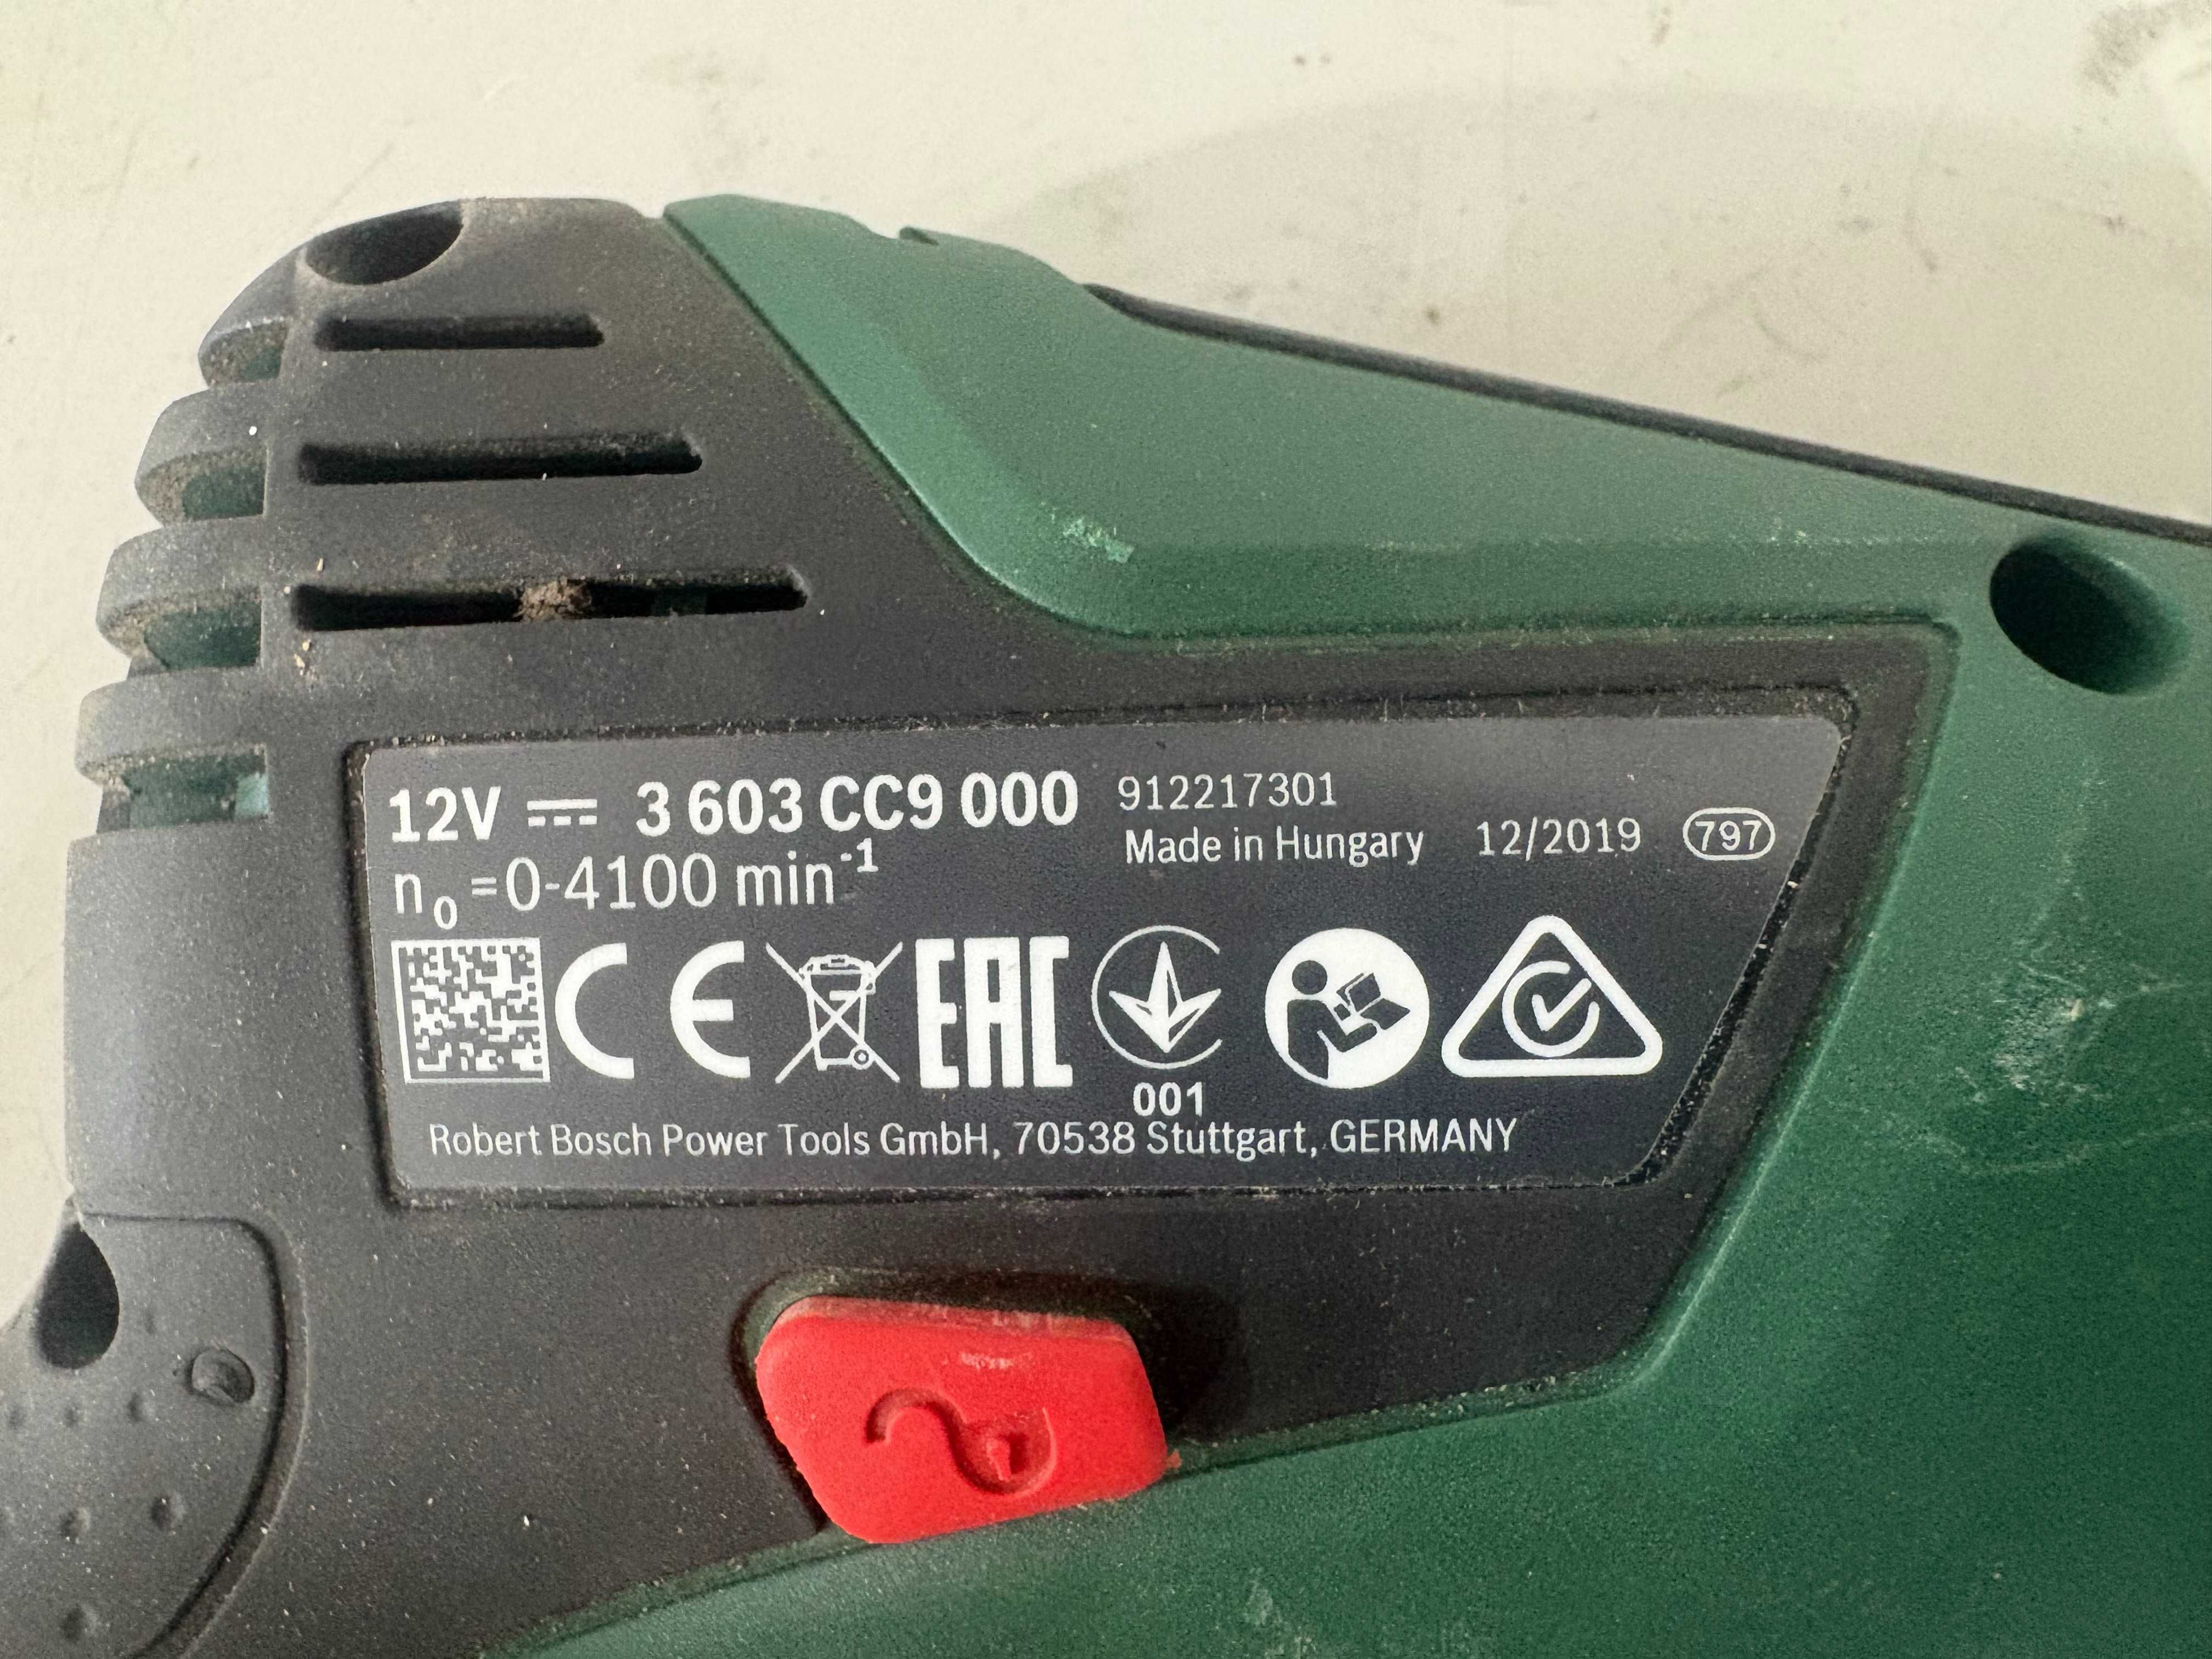 12V ⎓ 3 603 CC9 000 912217301
Made in Hungary 12/2019 797
n₀ =0-4100 min⁻¹
CE EAC
001
Robert Bosch Power Tools GmbH, 70538 Stuttgart, GERMANY